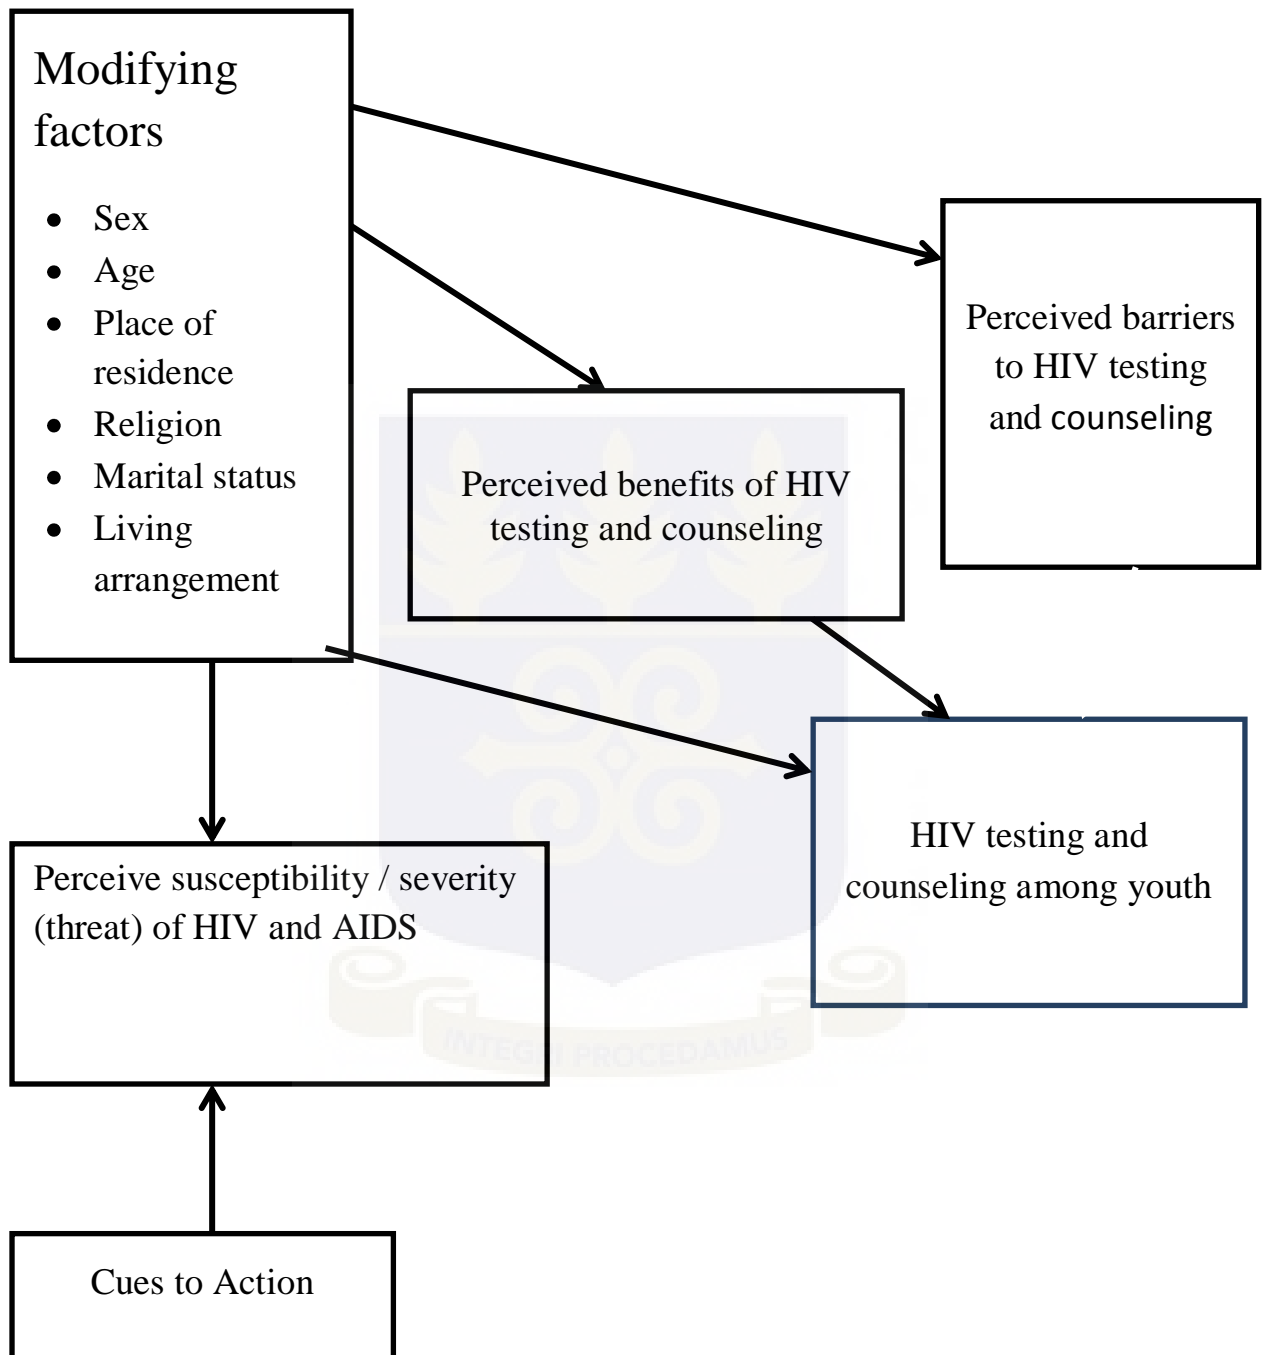 Modifying
factors
• Sex
• Age
• Place of
residence
• Religion
• Marital status
• Living
arrangement
Perceived barriers
to HIV testing
and counseling
Perceived benefits of HIV
testing and counseling
HIV testing and
counseling among youth
Perceive susceptibility / severity
(threat) of HIV and AIDS
INTEGRI PROCEDAMUS
Cues to Action